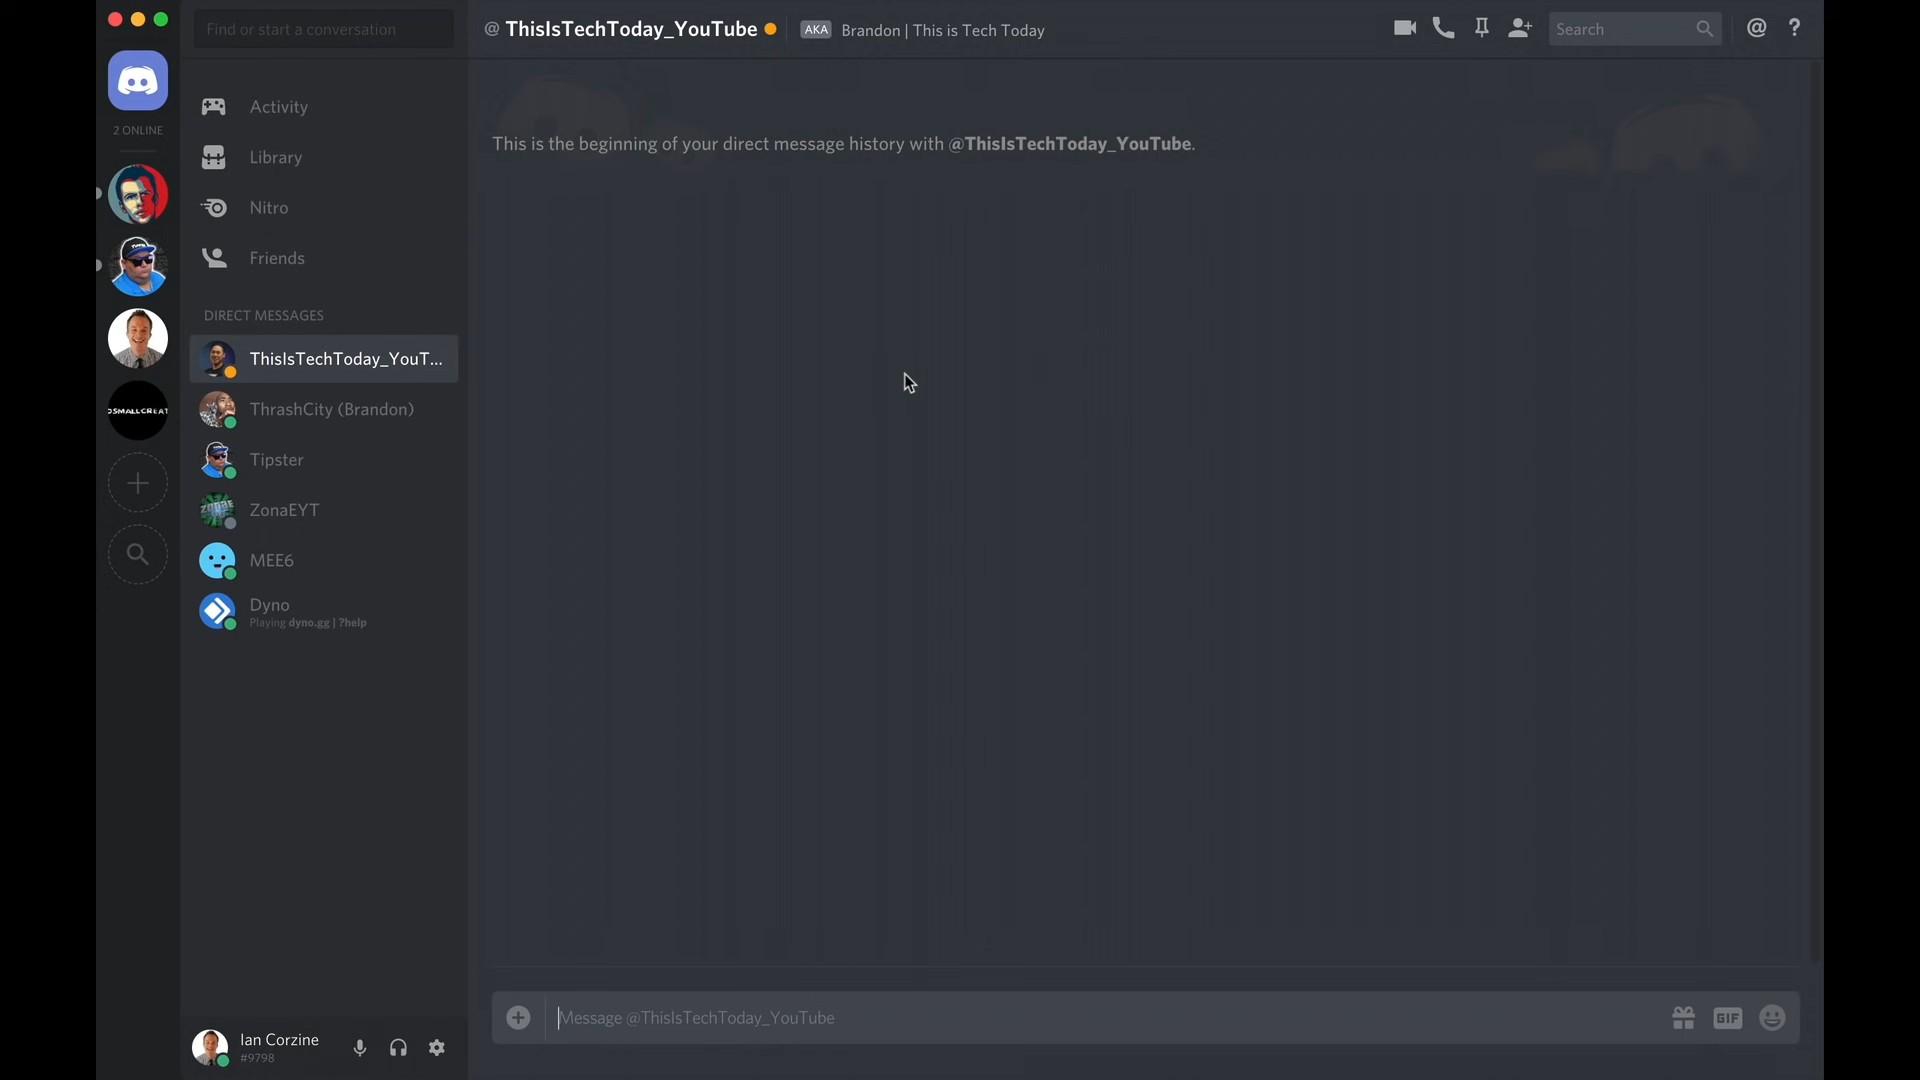 Find or start a conversation
@ ThisIsTechToday_YouTube
AKA Brandon | This is Tech Today
Search
@ ?
2 ONLINE
Activity
Library
Nitro
Friends
DIRECT MESSAGES
ThisIsTechToday_YouT...
ThrashCity (Brandon)
Tipster
ZonaEYT
MEE6
Dyno
Playing dyno.gg | ?help
OSMALLCREAT
This is the beginning of your direct message history with @ThisIsTechToday_YouTube.
Message @ThisIsTechToday_YouTube
GIF
Ian Corzine
#9798